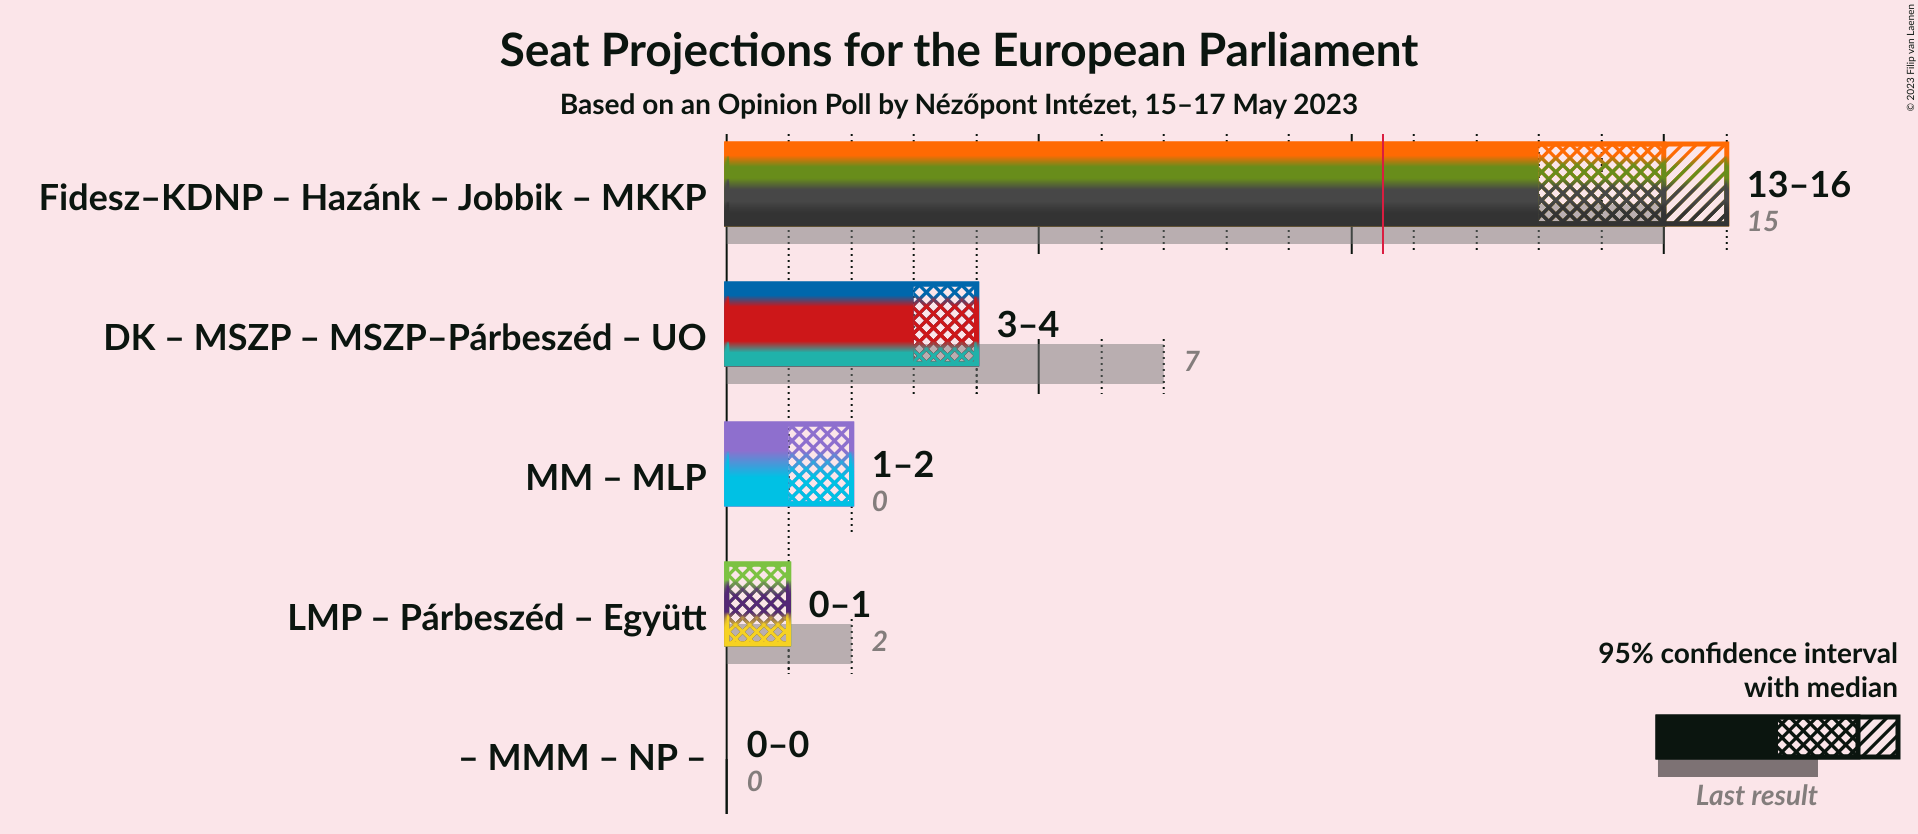 Seat Projections for the European Parliament
Based on an Opinion Poll by Nézőpont Intézet, 15–17 May 2023
© 2023 Filip van Laenen
Fidesz–KDNP – Hazánk – Jobbik – MKKP
13–16
15
DK – MSZP – MSZP–Párbeszéd – UO
3–4
7
MM – MLP
1–2
0
LMP – Párbeszéd – Együtt
0–1
2
– MMM – NP –
0–0
0
95% confidence interval
with median
Last result